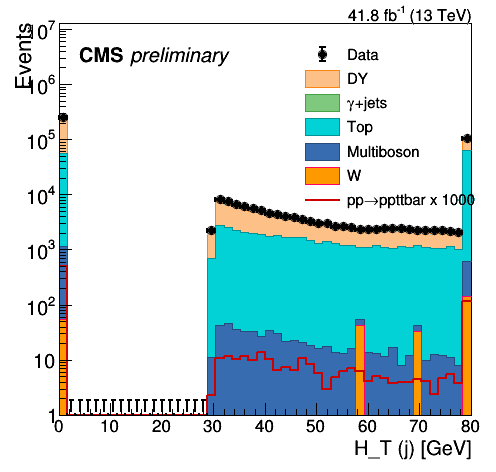 41.8 fb⁻¹ (13 TeV)
Events
CMS preliminary
Data
DY
γ+jets
Top
Multiboson
W
pp→ppttbar x 1000
10⁷
10⁶
10⁵
10⁴
10³
10²
10
1
0 10 20 30 40 50 60 70 80
H_T (j) [GeV]